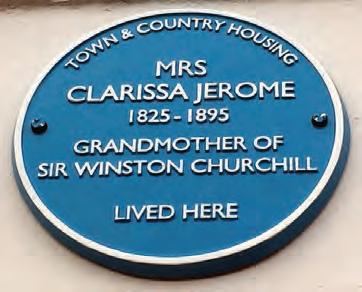 TOWN & COUNTRY HOUSING
MRS
CLARISSA JEROME
1825-1895
GRANDMOTHER OF
SIR WINSTON CHURCHILL
LIVED HERE